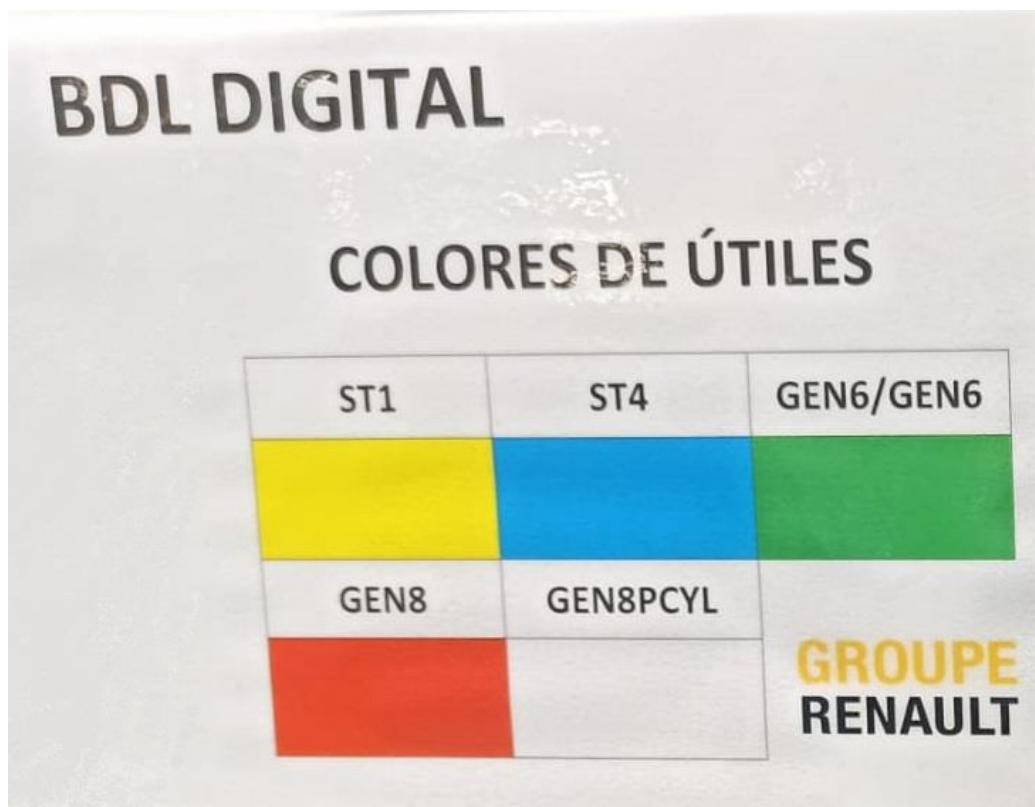 BDL DIGITAL
COLORES DE ÚTILES
ST1 ST4 GEN6/GEN6
GEN8 GEN8PCYL
GROUPE
RENAULT